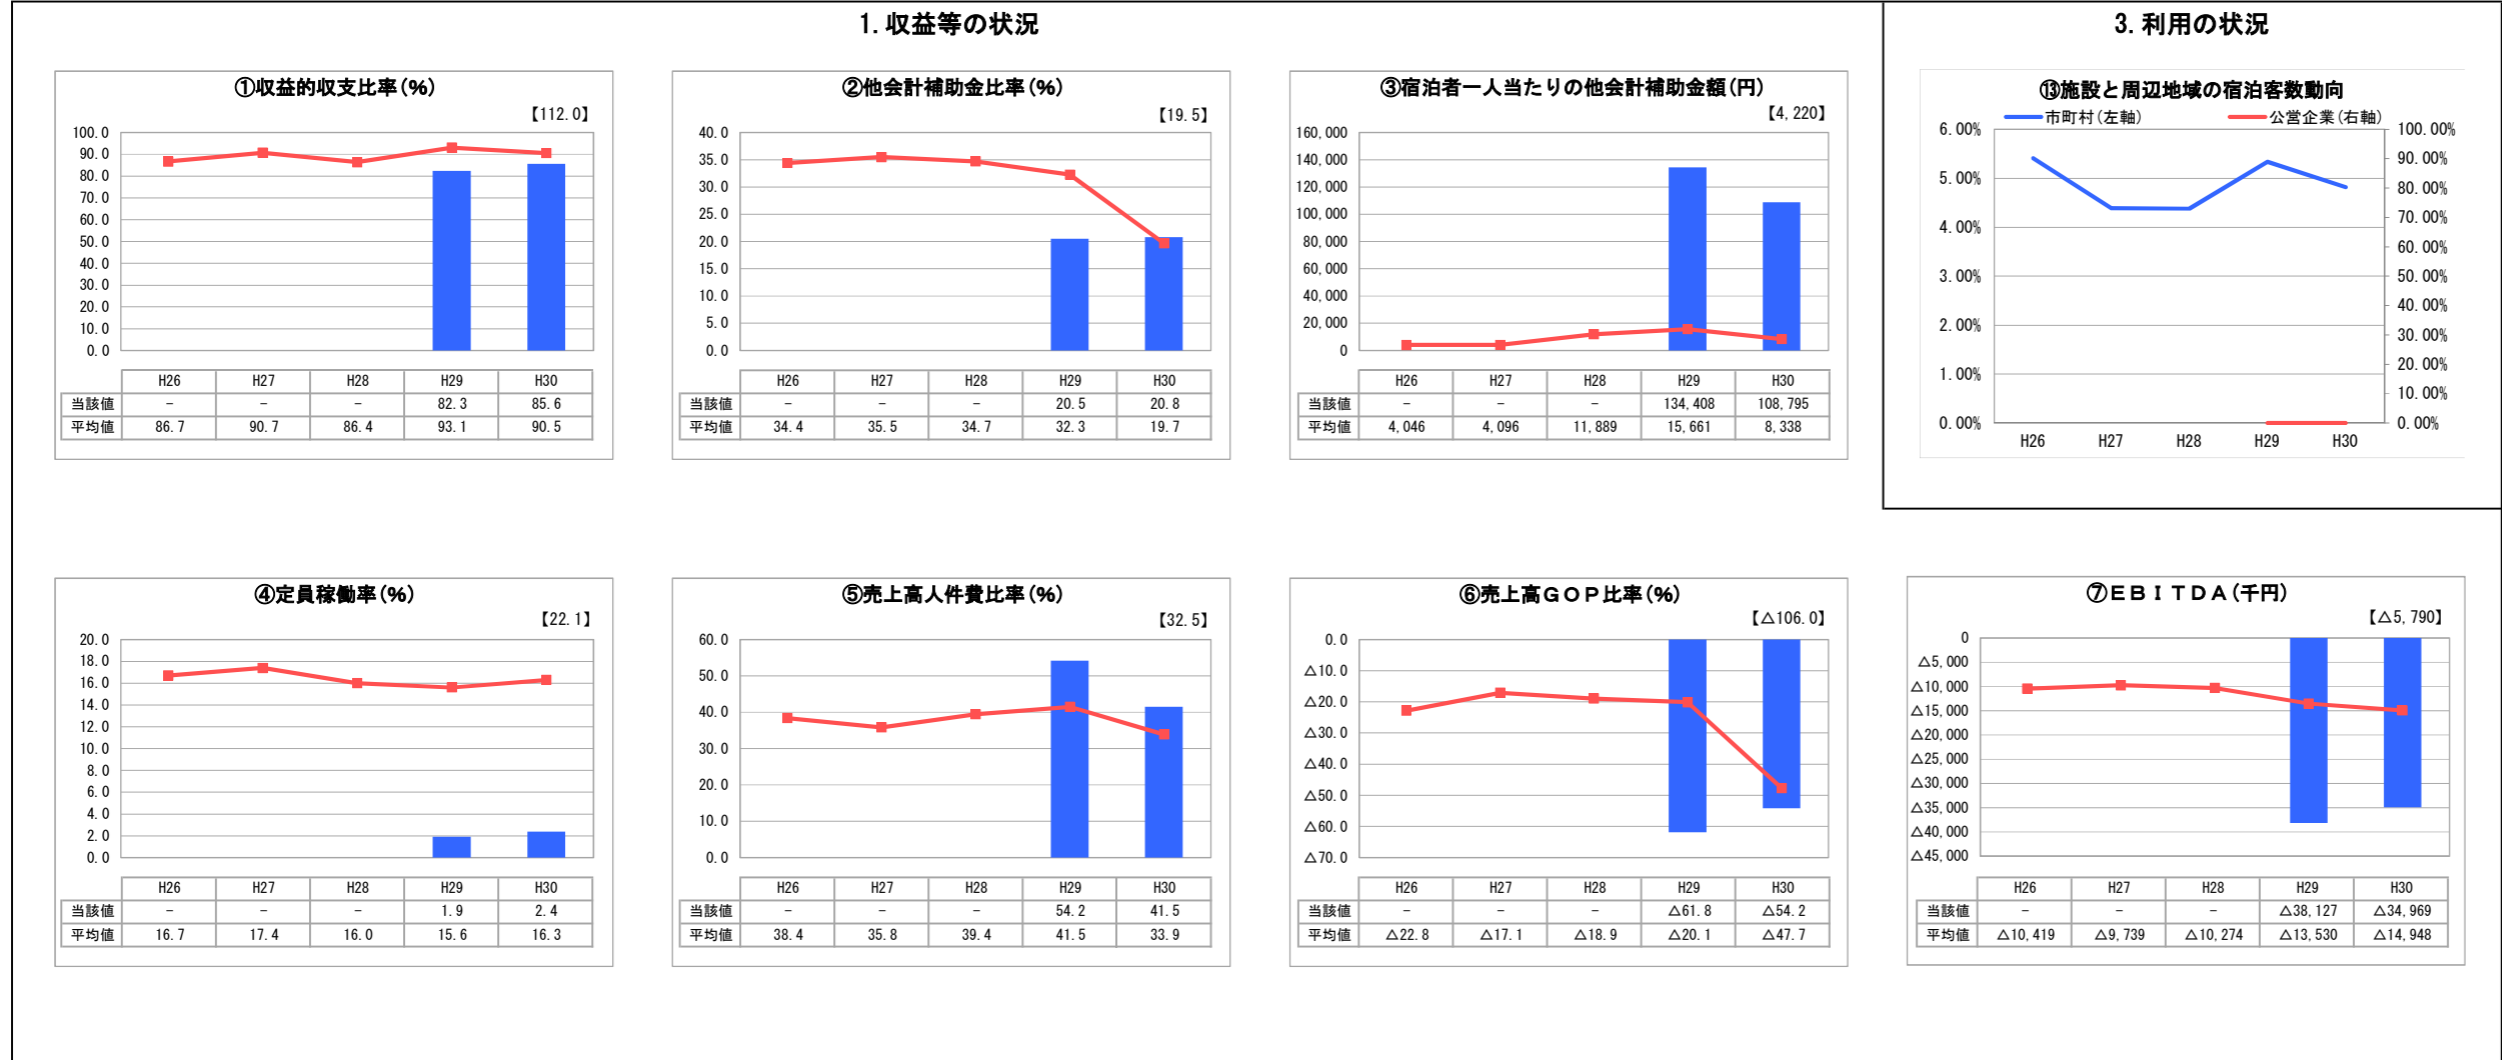 1. 収益等の状況
3. 利用の状況
①収益的収支比率(%)
【112.0】
100.0
90.0
80.0
70.0
60.0
50.0
40.0
30.0
20.0
10.0
0.0
H26 H27 H28 H29 H30
当該値 － － － 82.3 85.6
平均値 86.7 90.7 86.4 93.1 90.5
②他会計補助金比率(%)
【19.5】
40.0
35.0
30.0
25.0
20.0
15.0
10.0
5.0
0.0
H26 H27 H28 H29 H30
当該値 － － － 20.5 20.8
平均値 34.4 35.5 34.7 32.3 19.7
③宿泊者一人当たりの他会計補助金額(円)
【4,220】
160,000
140,000
120,000
100,000
80,000
60,000
40,000
20,000
0
H26 H27 H28 H29 H30
当該値 － － － 134,408 108,795
平均値 4,046 4,096 11,889 15,661 8,338
⑬施設と周辺地域の宿泊客数動向
市町村(左軸) 公営企業(右軸)
6.00%
5.00%
4.00%
3.00%
2.00%
1.00%
0.00%
100.00%
90.00%
80.00%
70.00%
60.00%
50.00%
40.00%
30.00%
20.00%
10.00%
0.00%
H26 H27 H28 H29 H30
④定員稼働率(%)
【22.1】
20.0
18.0
16.0
14.0
12.0
10.0
8.0
6.0
4.0
2.0
0.0
H26 H27 H28 H29 H30
当該値 － － － 1.9 2.4
平均値 16.7 17.4 16.0 15.6 16.3
⑤売上高人件費比率(%)
【32.5】
60.0
50.0
40.0
30.0
20.0
10.0
0.0
H26 H27 H28 H29 H30
当該値 － － － 54.2 41.5
平均値 38.4 35.8 39.4 41.5 33.9
⑥売上高ＧＯＰ比率(%)
【△106.0】
0.0
△10.0
△20.0
△30.0
△40.0
△50.0
△60.0
△70.0
H26 H27 H28 H29 H30
当該値 － － － △61.8 △54.2
平均値 △22.8 △17.1 △18.9 △20.1 △47.7
⑦ＥＢＩＴＤＡ(千円)
【△5,790】
0
△5,000
△10,000
△15,000
△20,000
△25,000
△30,000
△35,000
△40,000
△45,000
H26 H27 H28 H29 H30
当該値 － － － △38,127 △34,969
平均値 △10,419 △9,739 △10,274 △13,530 △14,948